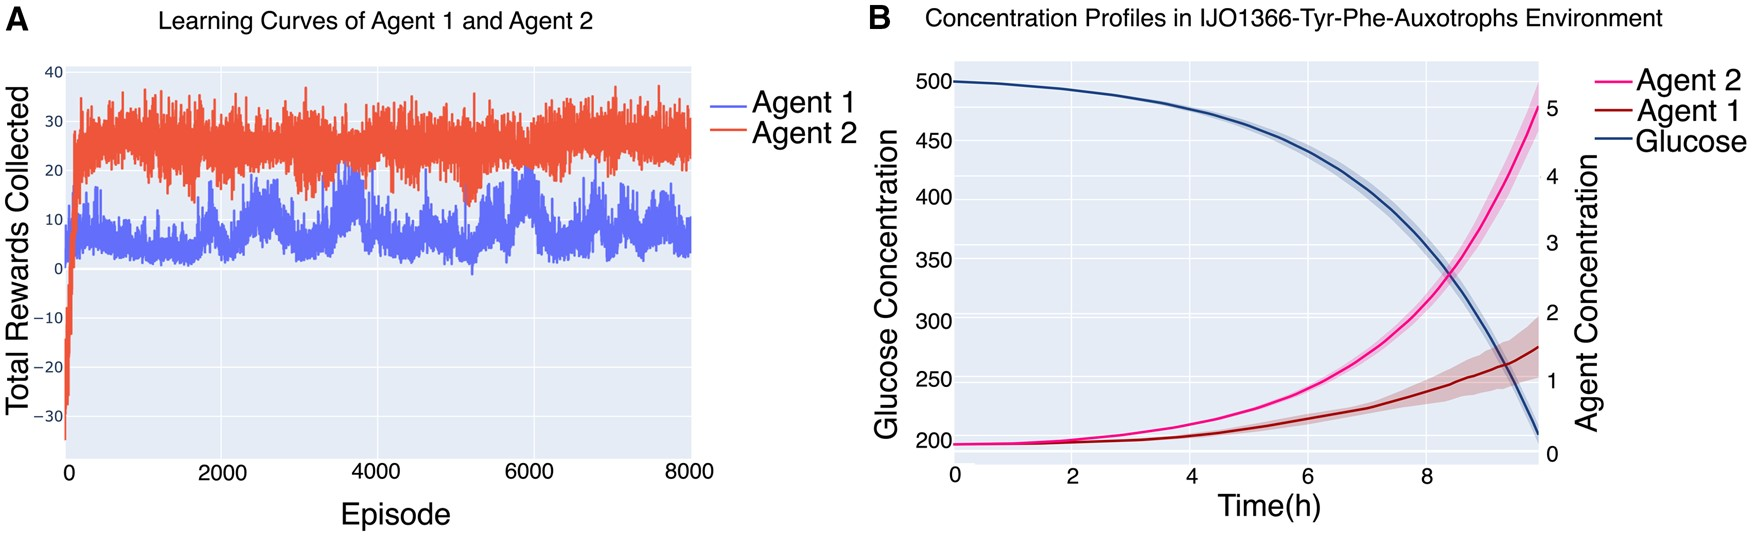 A
Learning Curves of Agent 1 and Agent 2
Total Rewards Collected
40
30
20
10
0
−10
−20
−30
0
2000
4000
6000
8000
Episode
Agent 1
Agent 2
B
Concentration Profiles in IJO1366-Tyr-Phe-Auxotrophs Environment
Glucose Concentration
500
450
400
350
300
250
200
0
2
4
6
8
Time(h)
5
4
3
2
1
0
Agent Concentration
Agent 2
Agent 1
Glucose